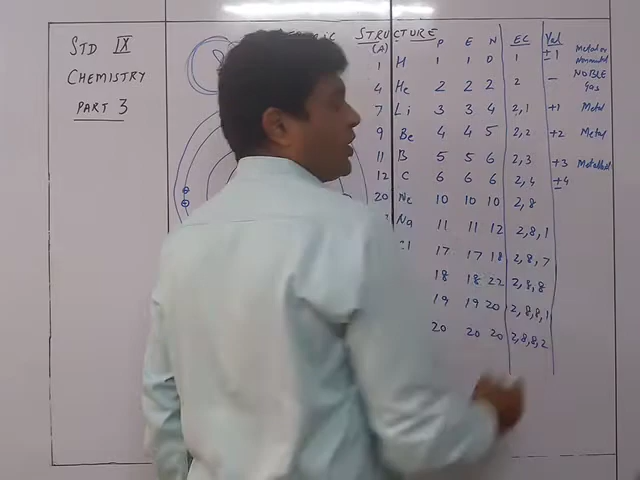 STD IX
CHEMISTRY
PART 3
STRUCTURE
(A) P E N EC Val
1 H 1 1 0 1 ±1 Metal or Nonmetal
4 He 2 2 2 2 – NOBLE Gas
7 Li 3 3 4 2,1 +1 Metal
9 Be 4 4 5 2,2 +2 Metal
11 B 5 5 6 2,3 +3 Metalloid
12 C 6 6 6 2,4 ±4
20 Ne 10 10 10 2,8
Na 11 11 12 2,8,1
Cl 17 17 18 2,8,7
18 18 22 2,8,8
19 19 20 2,8,8,1
20 20 20 2,8,8,2